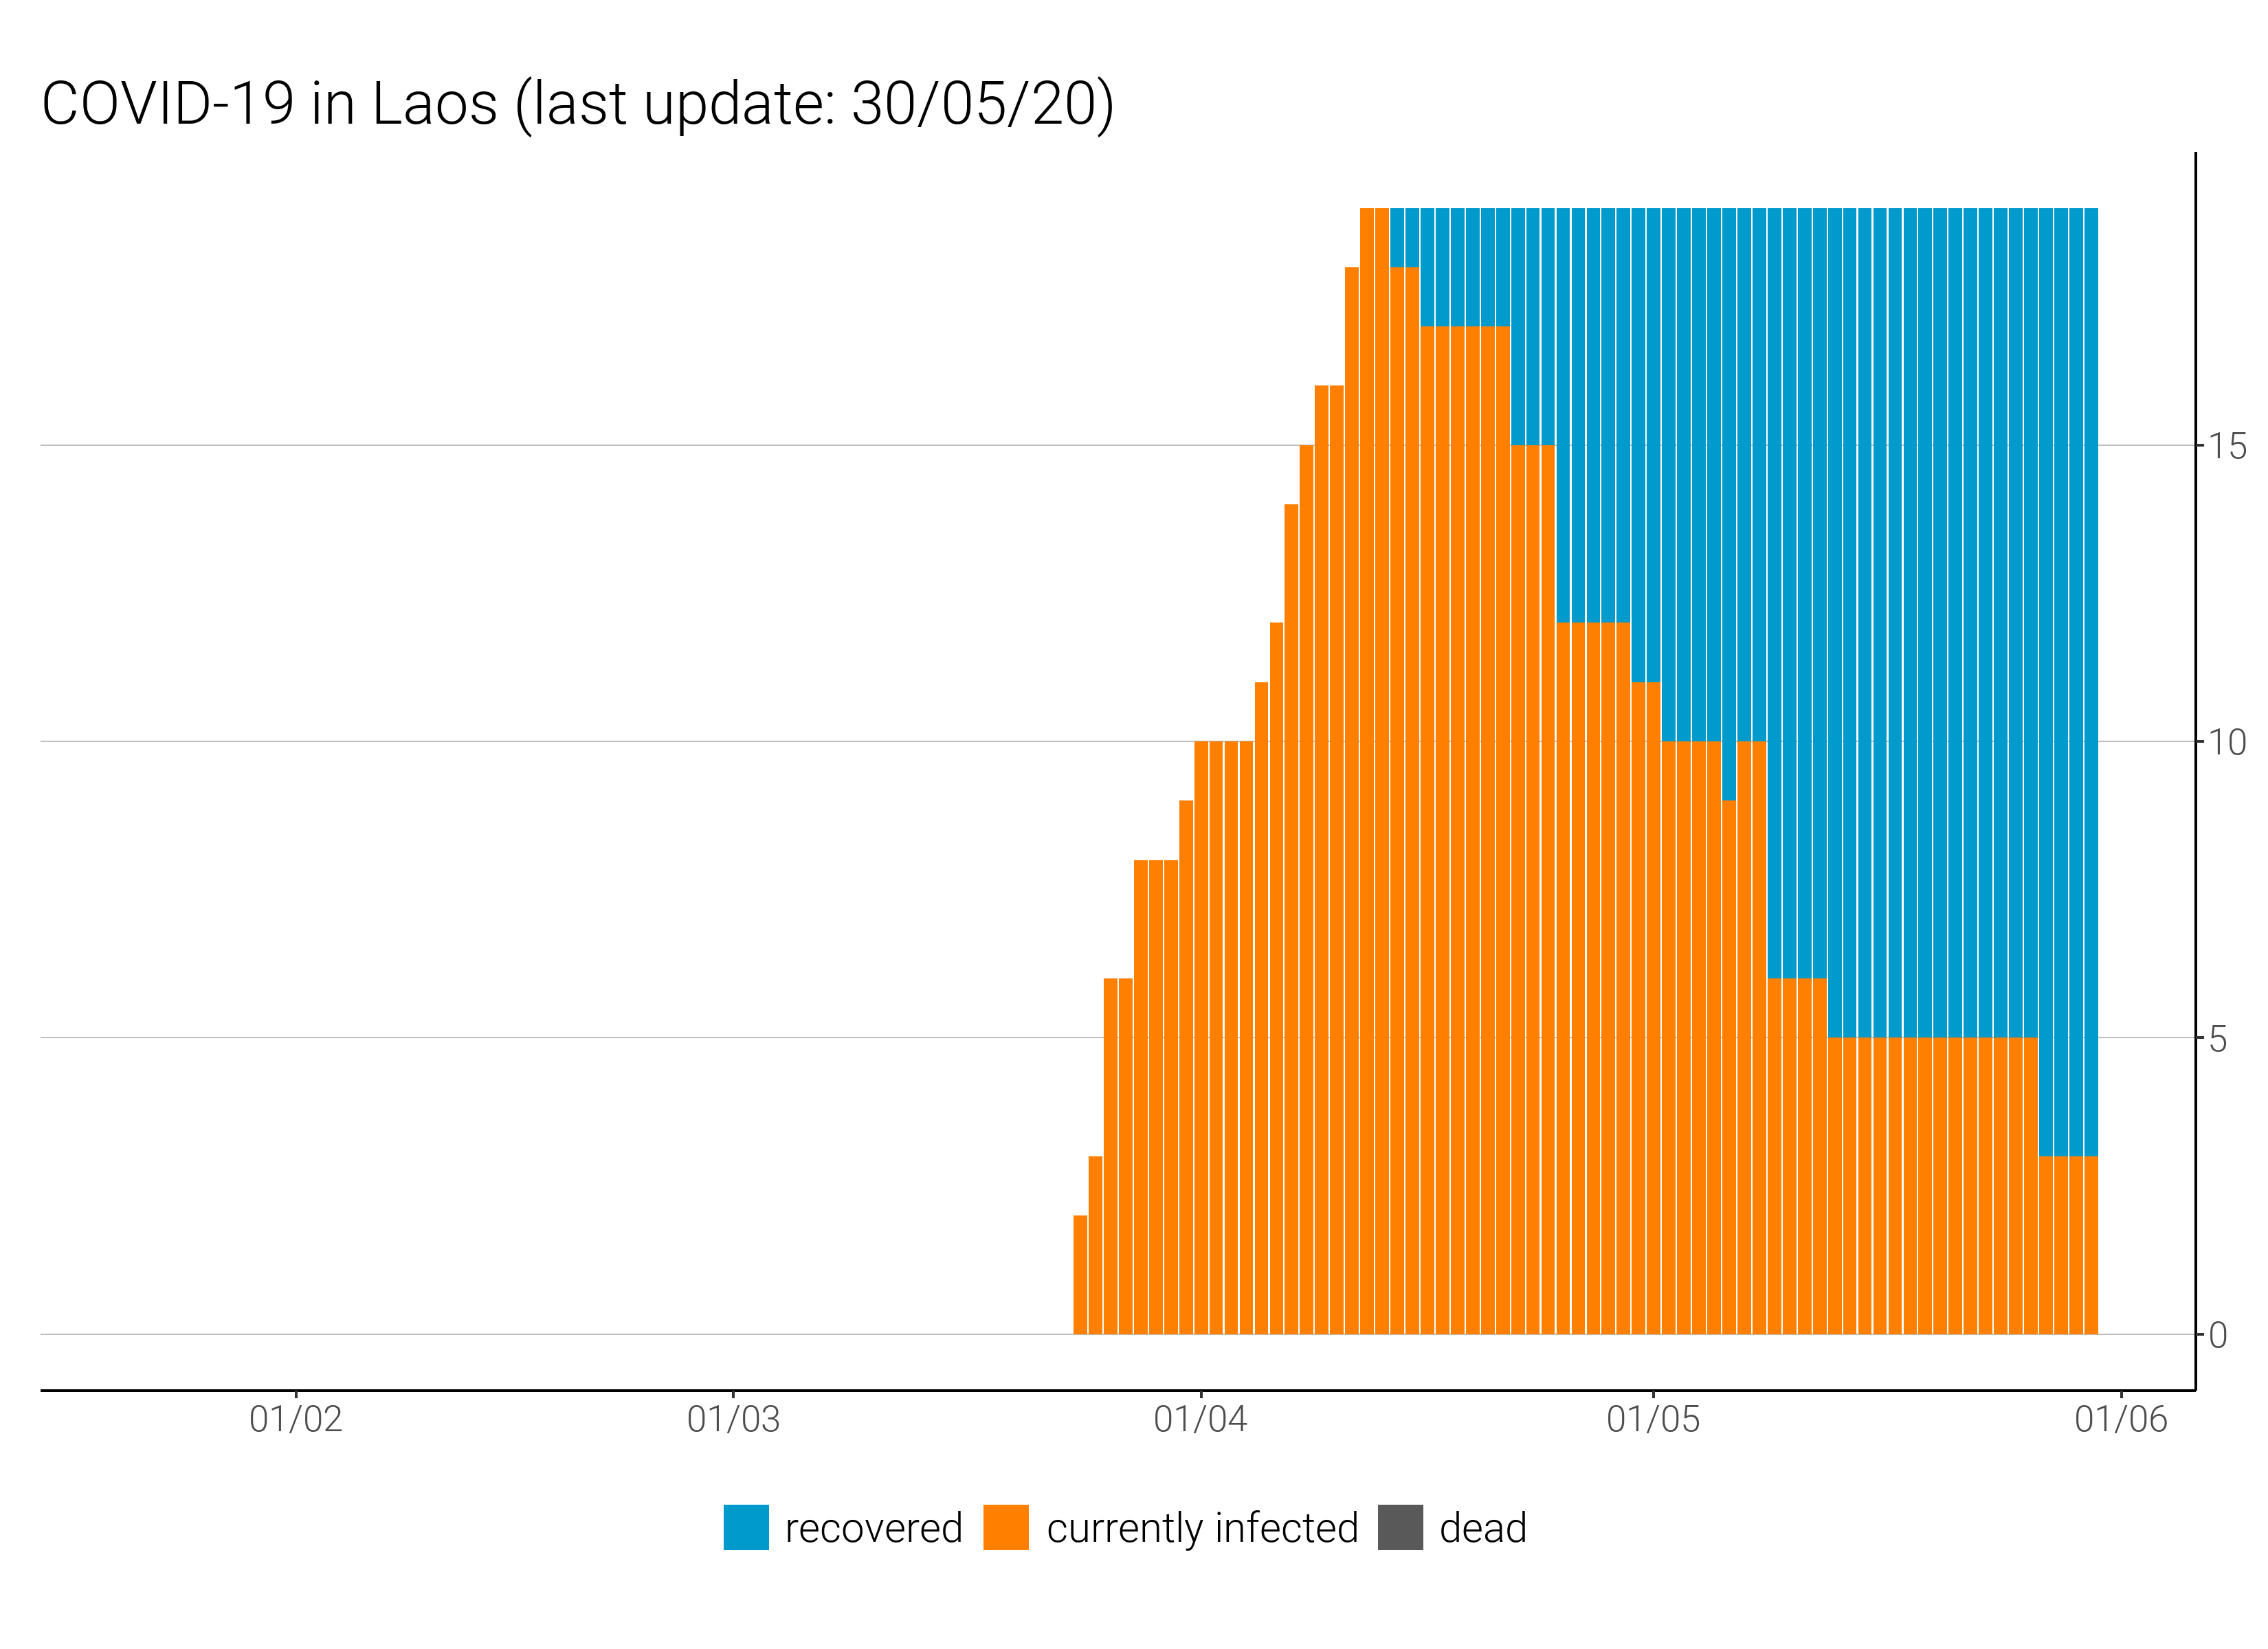 COVID-19 in Laos (last update: 30/05/20)
15
10
5
0
01/02 01/03 01/04 01/05 01/06
recovered currently infected dead